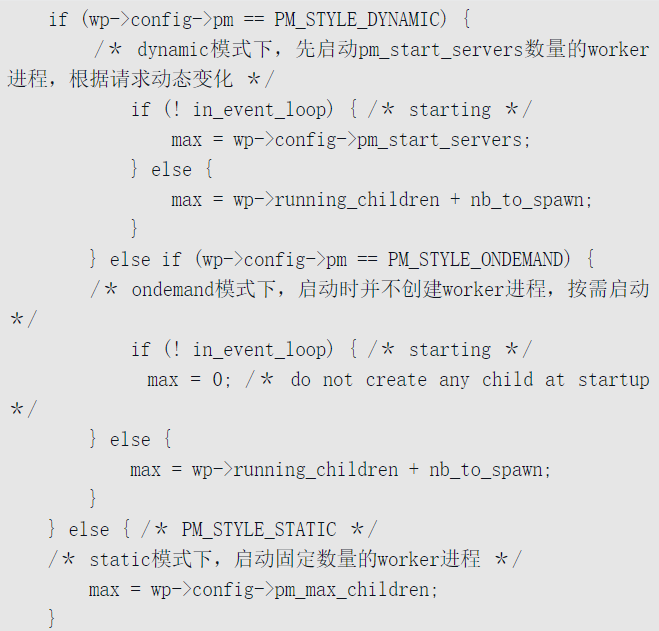 if (wp->config->pm == PM_STYLE_DYNAMIC) {
/* dynamic模式下，先启动pm_start_servers数量的worker
进程，根据请求动态变化 */
if (! in_event_loop) { /* starting */
max = wp->config->pm_start_servers;
} else {
max = wp->running_children + nb_to_spawn;
}
} else if (wp->config->pm == PM_STYLE_ONDEMAND) {
/* ondemand模式下，启动时并不创建worker进程，按需启动
*/
if (! in_event_loop) { /* starting */
max = 0; /* do not create any child at startup
*/
} else {
max = wp->running_children + nb_to_spawn;
}
} else { /* PM_STYLE_STATIC */
/* static模式下，启动固定数量的worker进程 */
max = wp->config->pm_max_children;
}